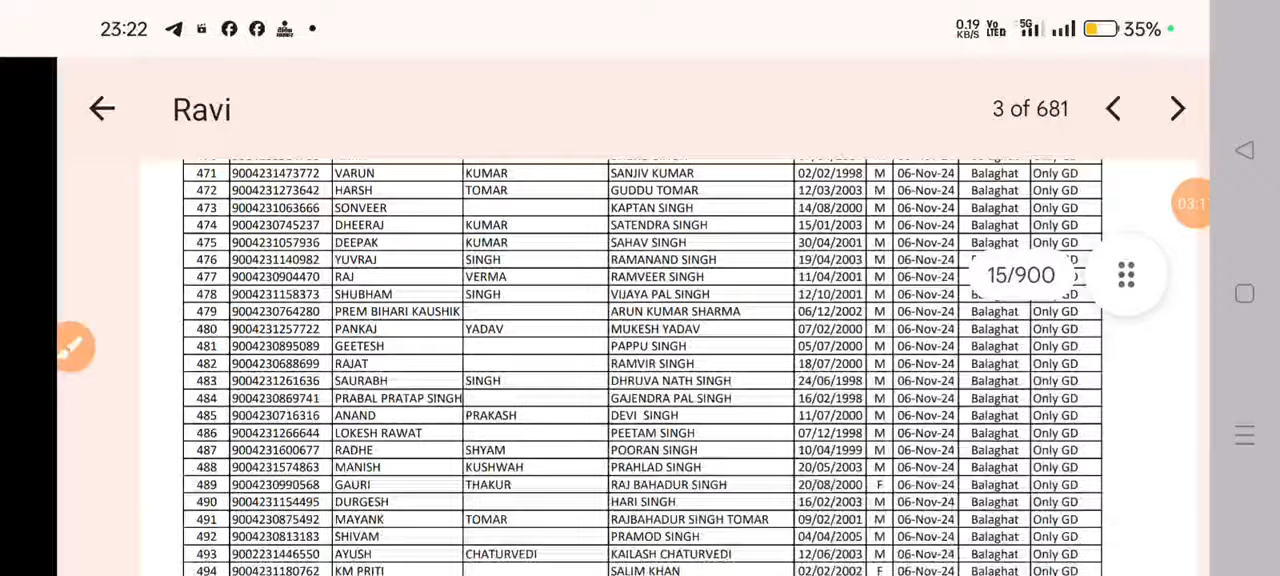 23:22 0.19 KB/S Vo LTED 5G 35%
Ravi 3 of 681
471 9004231473772 VARUN KUMAR SANJIV KUMAR 02/02/1998 M 06-Nov-24 Balaghat Only GD
03:1
472 9004231273642 HARSH TOMAR GUDDU TOMAR 12/03/2003 M 06-Nov-24 Balaghat Only GD
473 9004231063666 SONVEER KAPTAN SINGH 14/08/2000 M 06-Nov-24 Balaghat Only GD
474 9004230745237 DHEERAJ KUMAR SATENDRA SINGH 15/01/2003 M 06-Nov-24 Balaghat Only GD
475 9004231057936 DEEPAK KUMAR SAHAV SINGH 30/04/2001 M 06-Nov-24 Balaghat Only GD
476 9004231140982 YUVRAJ SINGH RAMANAND SINGH 19/04/2003 M 06-Nov-24
477 9004230904470 RAJ VERMA RAMVEER SINGH 11/04/2001 M 06-Nov-24
15/900
478 9004231158373 SHUBHAM SINGH VIJAYA PAL SINGH 12/10/2001 M 06-Nov-24
479 9004230764280 PREM BIHARI KAUSHIK ARUN KUMAR SHARMA 06/12/2002 M 06-Nov-24 Balaghat Only GD
480 9004231257722 PANKAJ YADAV MUKESH YADAV 07/02/2000 M 06-Nov-24 Balaghat Only GD
481 9004230895089 GEETESH PAPPU SINGH 05/07/2000 M 06-Nov-24 Balaghat Only GD
482 9004230688699 RAJAT RAMVIR SINGH 18/07/2000 M 06-Nov-24 Balaghat Only GD
483 9004231261636 SAURABH SINGH DHRUVA NATH SINGH 24/06/1998 M 06-Nov-24 Balaghat Only GD
484 9004230869741 PRABAL PRATAP SINGH GAJENDRA PAL SINGH 16/02/1998 M 06-Nov-24 Balaghat Only GD
485 9004230716316 ANAND PRAKASH DEVI SINGH 11/07/2000 M 06-Nov-24 Balaghat Only GD
486 9004231266644 LOKESH RAWAT PEETAM SINGH 07/12/1998 M 06-Nov-24 Balaghat Only GD
487 9004231600677 RADHE SHYAM POORAN SINGH 10/04/1999 M 06-Nov-24 Balaghat Only GD
488 9004231574863 MANISH KUSHWAH PRAHLAD SINGH 20/05/2003 M 06-Nov-24 Balaghat Only GD
489 9004230990568 GAURI THAKUR RAJ BAHADUR SINGH 20/08/2000 F 06-Nov-24 Balaghat Only GD
490 9004231154495 DURGESH HARI SINGH 16/02/2003 M 06-Nov-24 Balaghat Only GD
491 9004230875492 MAYANK TOMAR RAJBAHADUR SINGH TOMAR 09/02/2001 M 06-Nov-24 Balaghat Only GD
492 9004230813183 SHIVAM PRAMOD SINGH 04/04/2005 M 06-Nov-24 Balaghat Only GD
493 9002231446550 AYUSH CHATURVEDI KAILASH CHATURVEDI 12/06/2003 M 06-Nov-24 Balaghat Only GD
494 9004231180762 KM PRITI SALIM KHAN 02/02/2002 F 06-Nov-24 Balaghat Only GD